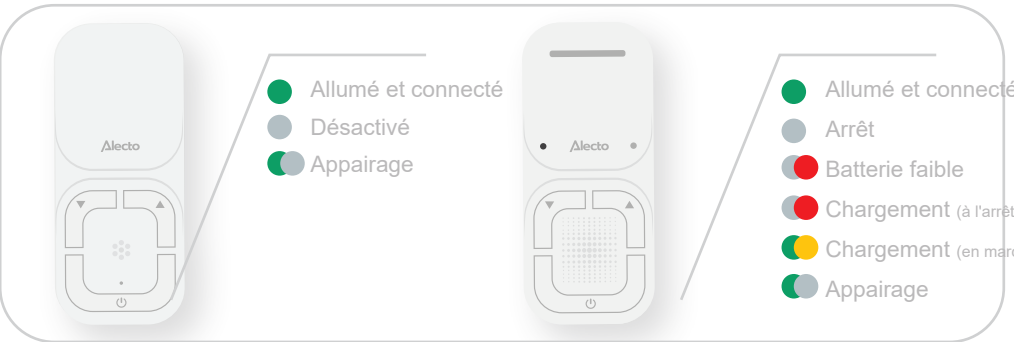 Alecto
Allumé et connecté
Désactivé
Appairage
Alecto
Allumé et connecté
Arrêt
Batterie faible
Chargement (à l'arrêt
Chargement (en marc
Appairage